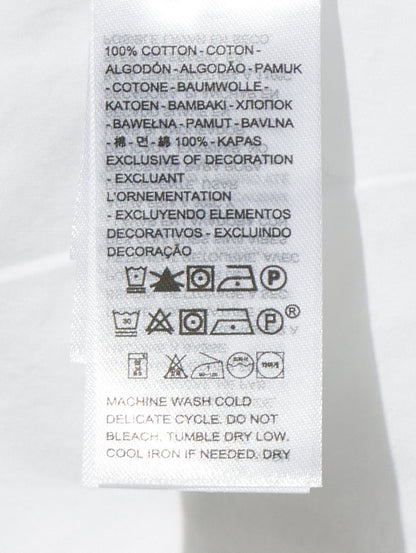 100% COTTON - COTON -
ALGODÓN - ALGODÃO - PAMUK
- COTONE - BAUMWOLLE -
KATOEN - BAMBAKI - ХЛОПОК
- BAWEŁNA - PAMUT - BAVLNA
- 棉 - 면 - 綿 100% - KAPAS
EXCLUSIVE OF DECORATION
- EXCLUANT
L'ORNEMENTATION
- EXCLUYENDO ELEMENTOS
DECORATIVOS - EXCLUINDO
DECORAÇÃO
P
30 P ®
MACHINE WASH COLD
DELICATE CYCLE. DO NOT
BLEACH. TUMBLE DRY LOW.
COOL IRON IF NEEDED. DRY